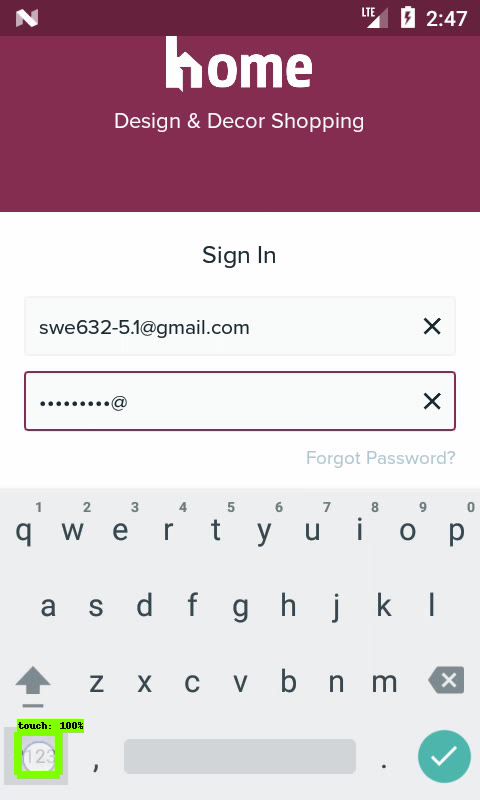 LTE 2:47
home
Design & Decor Shopping
Sign In
swe632-5.1@gmail.com
•••••••••@
Forgot Password?
1 2 3 4 5 6 7 8 9 0
q w e r t y u i o p
a s d f g h j k l
z x c v b n m
touch: 100%
123 , .